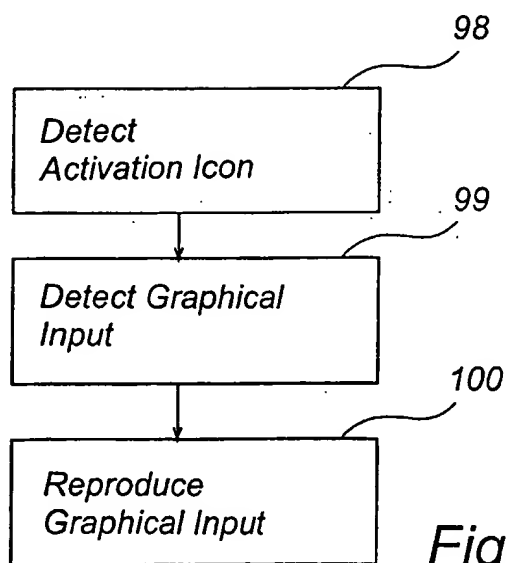 98
Detect
Activation Icon
99
Detect Graphical
Input
100
Reproduce
Graphical Input
Fig